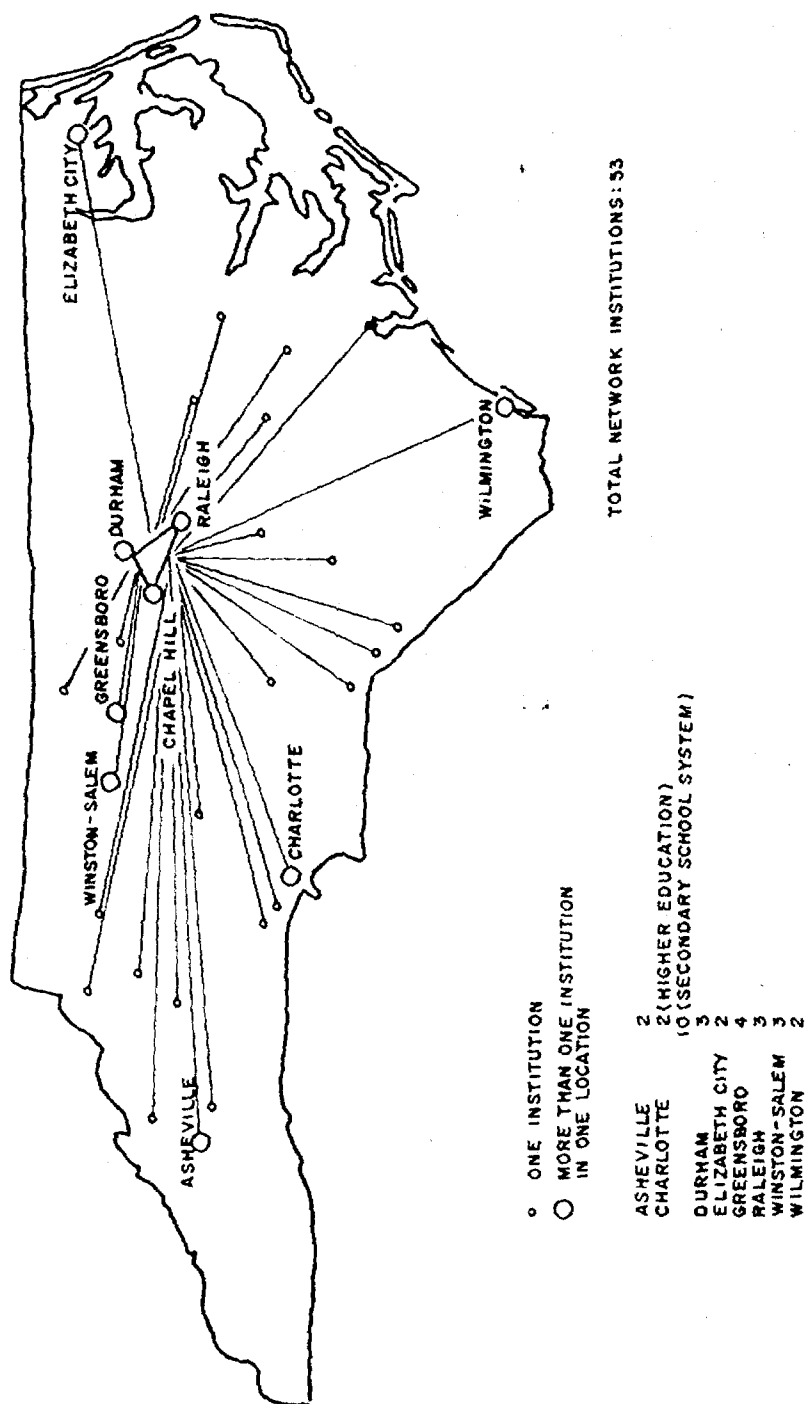 ELIZABETH CITY
DURHAM
RALEIGH
GREENSBORO
CHAPEL HILL
WINSTON-SALEM
CHARLOTTE
ASHEVILLE
WILMINGTON
TOTAL NETWORK INSTITUTIONS: 53
ONE INSTITUTION
MORE THAN ONE INSTITUTION
IN ONE LOCATION
ASHEVILLE 2
CHARLOTTE 2 (HIGHER EDUCATION)
10 (SECONDARY SCHOOL SYSTEM)
DURHAM 3
ELIZABETH CITY 2
GREENSBORO 4
RALEIGH 3
WINSTON-SALEM 3
WILMINGTON 2